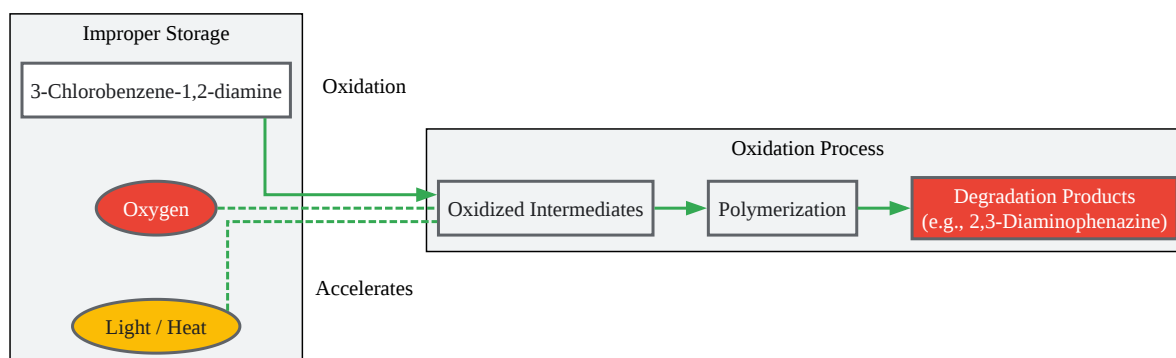 Improper Storage
3-Chlorobenzene-1,2-diamine
Oxidation
Oxidation Process
Oxygen
Oxidized Intermediates
Polymerization
Degradation Products
(e.g., 2,3-Diaminophenazine)
Accelerates
Light / Heat